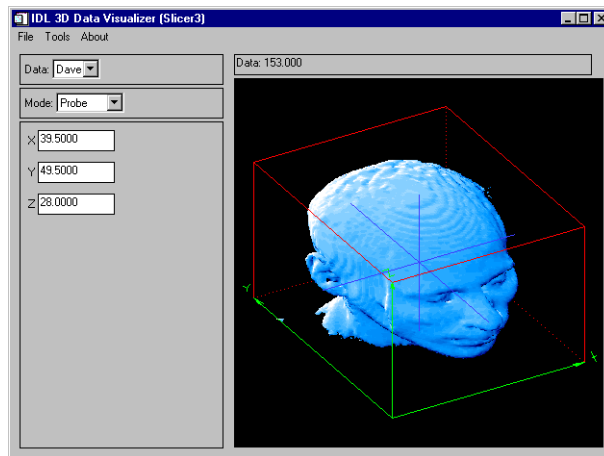 IDL 3D Data Visualizer (Slicer3)
File Tools About
Data: Dave
Data: 153.000
Mode: Probe
X 39.5000
Y 49.5000
Z 28.0000
Y
X